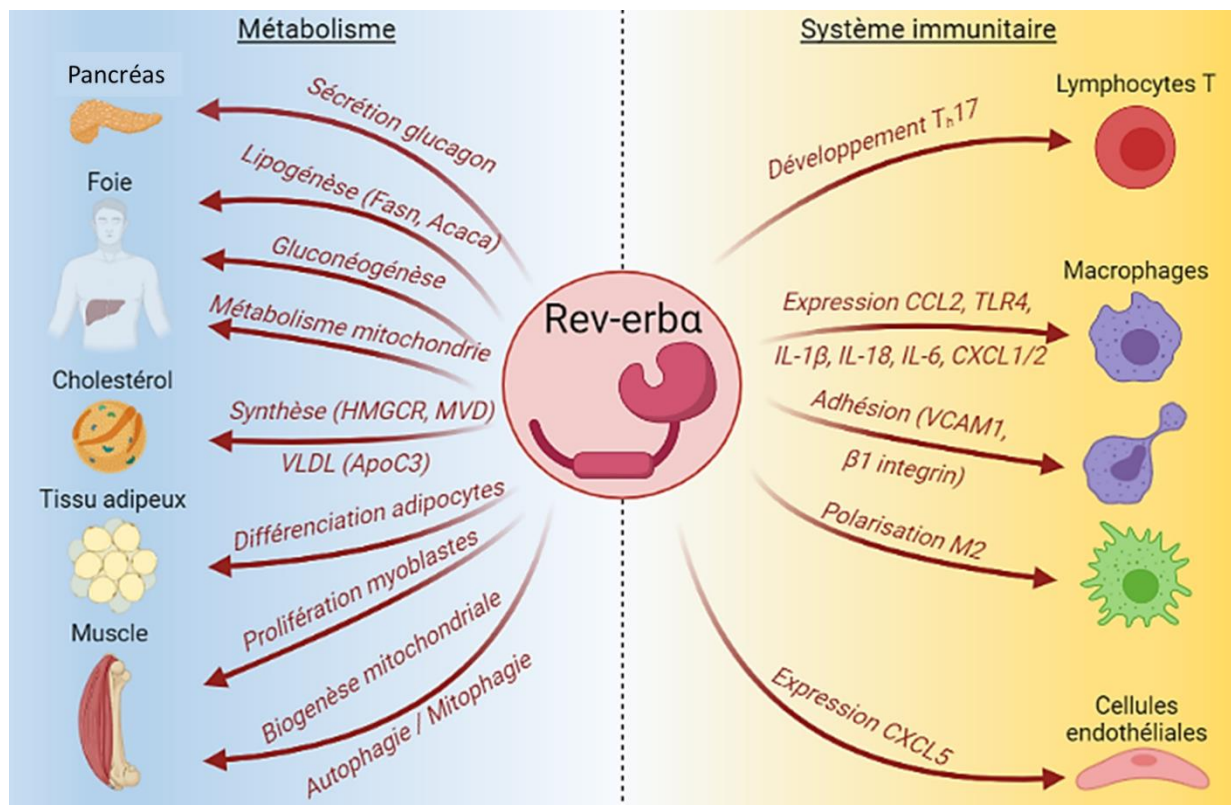 Métabolisme
Pancréas
Sécrétion glucagon
Foie
Lipogénèse (Fasn, Acaca)
Gluconéogénèse
Métabolisme mitochondrie
Cholestérol
Synthèse (HMGCR, MVD)
VLDL (ApoC3)
Tissu adipeux
Différenciation adipocytes
Muscle
Prolifération myoblastes
Biogenèse mitochondriale
Autophagie / Mitophagie
Rev-erbα
Système immunitaire
Lymphocytes T
Développement Tₕ17
Macrophages
Expression CCL2, TLR4,
IL-1β, IL-18, IL-6, CXCL1/2
Adhésion (VCAM1,
β1 integrin)
Polarisation M2
Expression CXCL5
Cellules
endothéliales